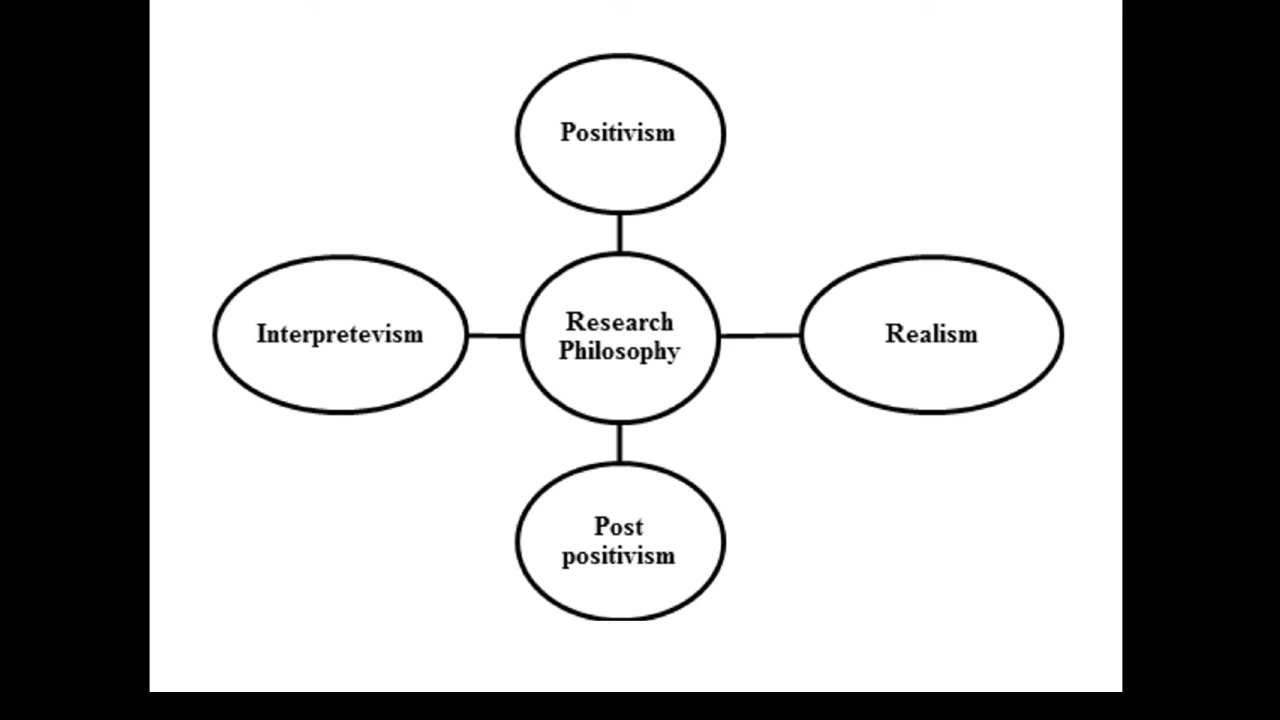 Positivism
Interpretevism
Research
Philosophy
Realism
Post
positivism